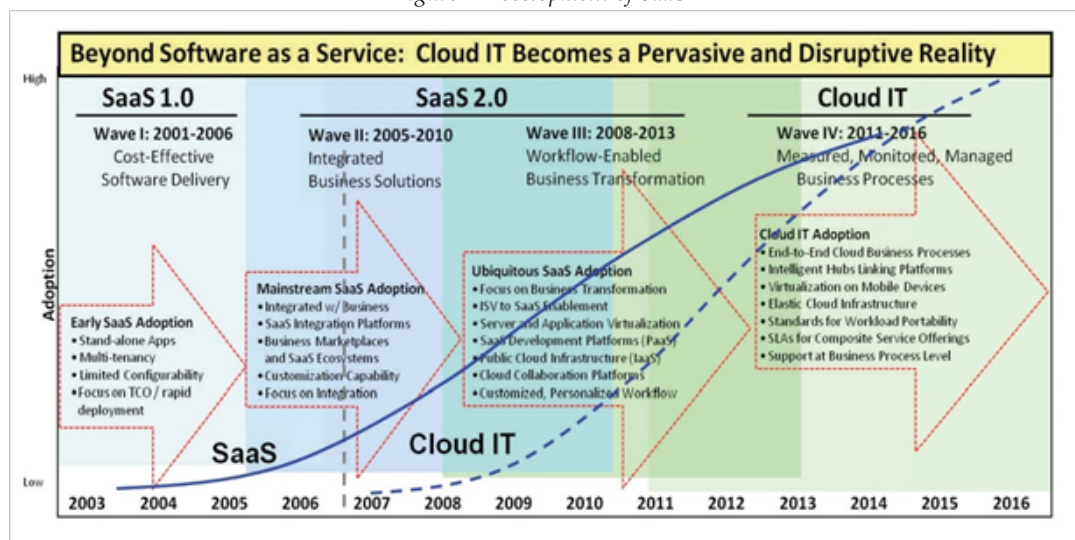 Beyond Software as a Service: Cloud IT Becomes a Pervasive and Disruptive Reality
High
SaaS 1.0
SaaS 2.0
Cloud IT
Wave I: 2001-2006
Cost-Effective
Software Delivery
Wave II: 2005-2010
Integrated
Business Solutions
Wave III: 2008-2013
Workflow-Enabled
Business Transformation
Wave IV: 2011-2016
Measured, Monitored, Managed
Business Processes
Adoption
Early SaaS Adoption
• Stand-alone Apps
• Multi-tenancy
• Limited Configurability
• Focus on TCO / rapid
deployment
Mainstream SaaS Adoption
• Integrated w/ Business
• SaaS Integration Platforms
• Business Marketplaces
and SaaS Ecosystems
• Customization Capability
• Focus on Integration
Ubiquitous SaaS Adoption
• Focus on Business Transformation
• ISV to SaaS Enablement
• Server and Application Virtualization
• SaaS Development Platforms (PaaS)
• Public Cloud Infrastructure (IaaS)
• Cloud Collaboration Platforms
• Customized, Personalized Workflow
Cloud IT Adoption
• End-to-End Cloud Business Processes
• Intelligent Hubs Linking Platforms
• Virtualization on Mobile Devices
• Elastic Cloud Infrastructure
• Standards for Workload Portability
• SLAs for Composite Service Offerings
• Support at Business Process Level
SaaS
Cloud IT
Low
2003 2004 2005 2006 2007 2008 2009 2010 2011 2012 2013 2014 2015 2016